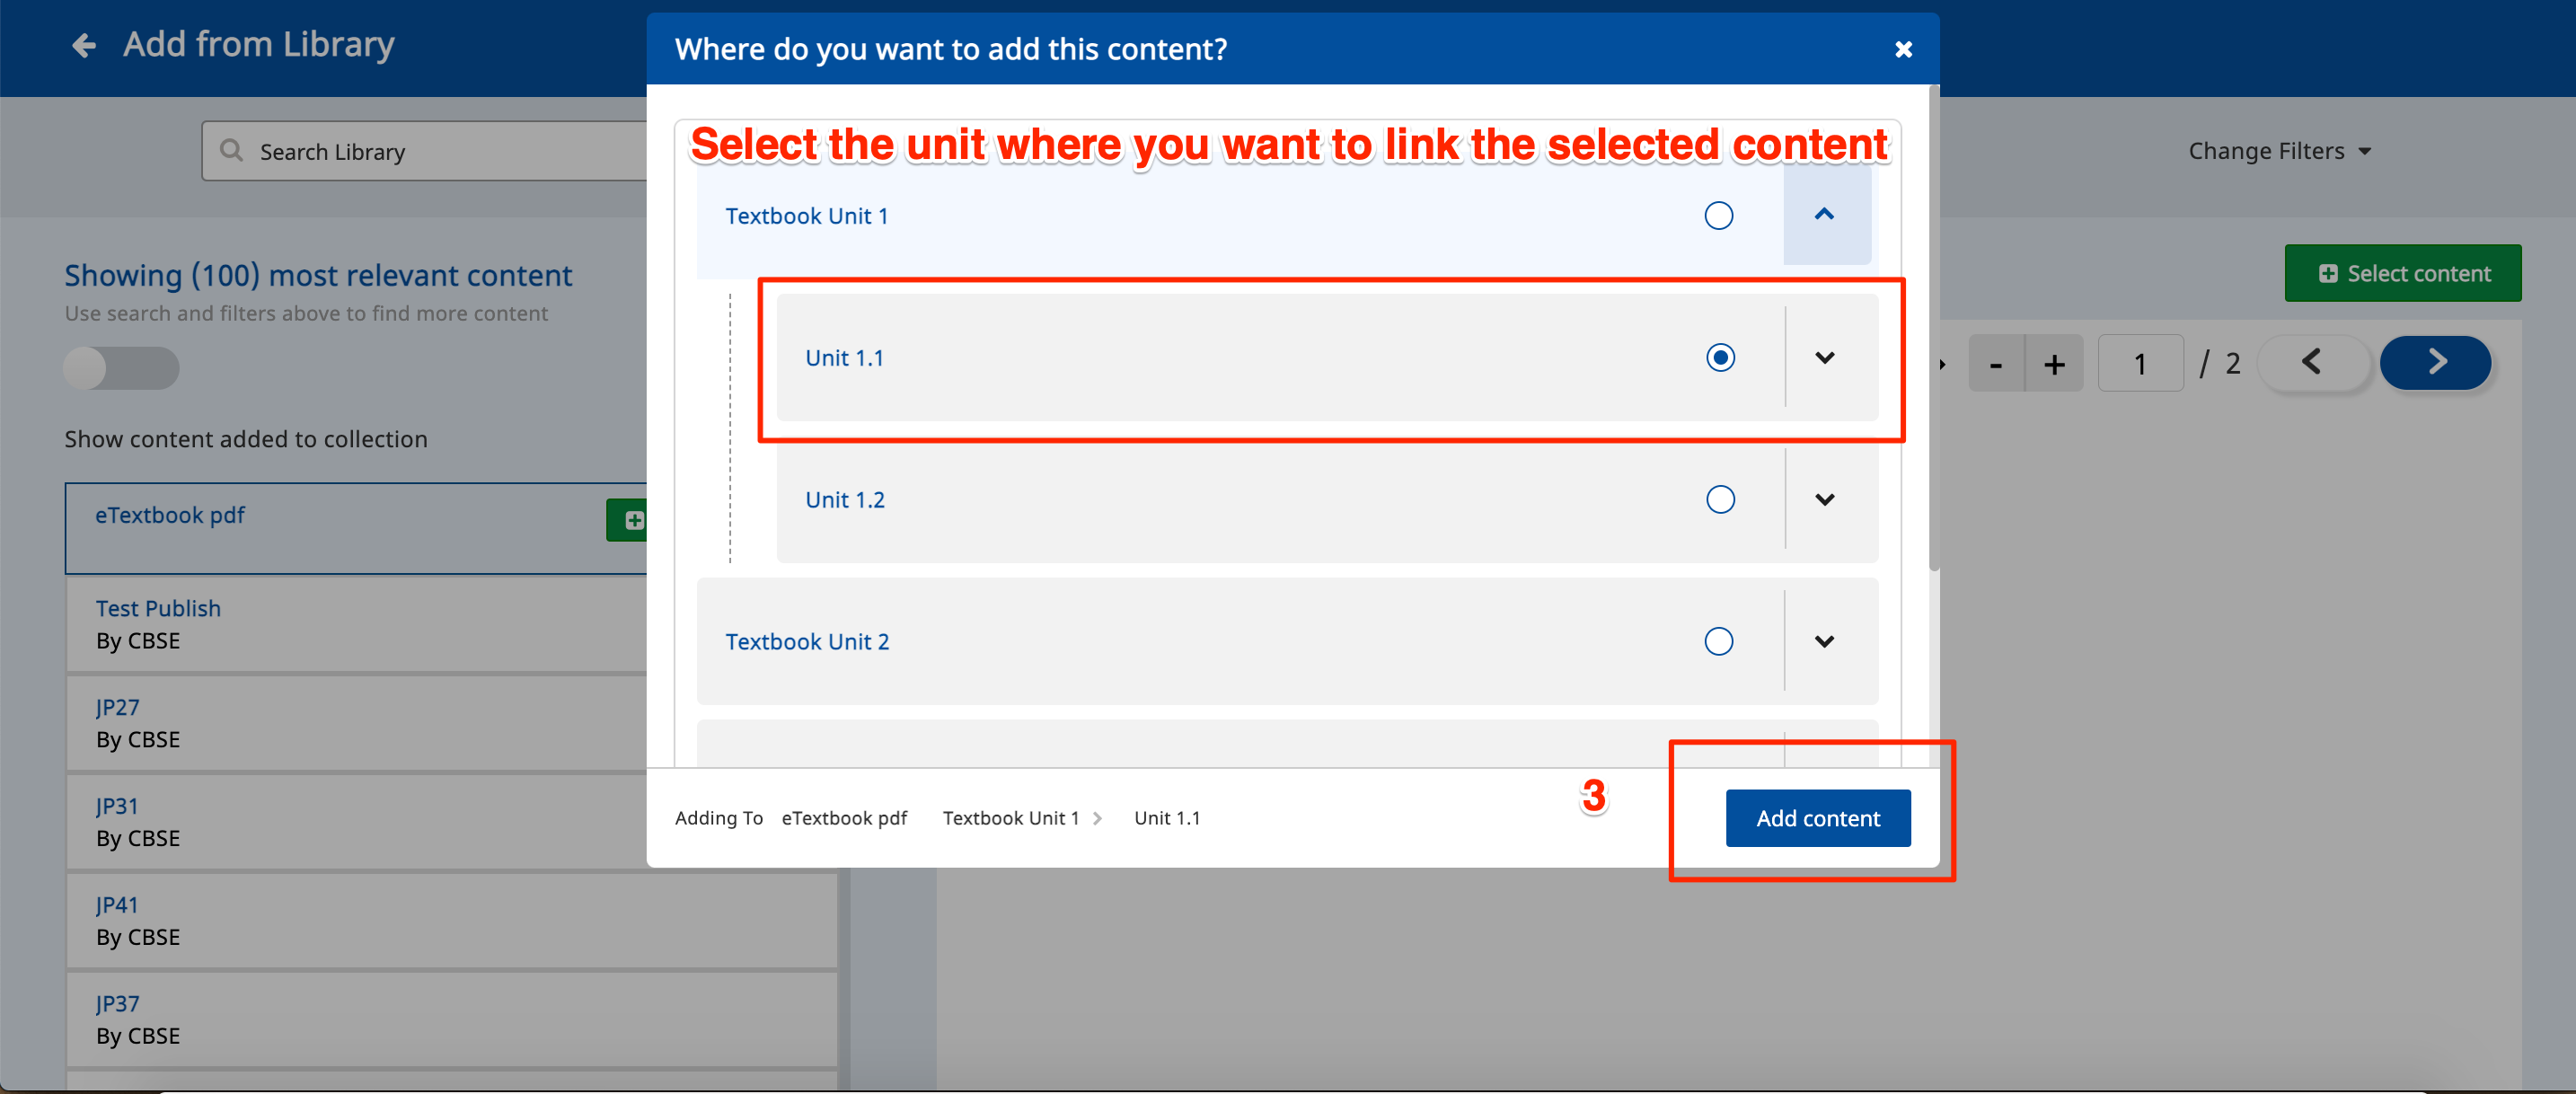 Add from Library
Where do you want to add this content?
Search Library
Change Filters
Select the unit where you want to link the selected content
Textbook Unit 1
Showing (100) most relevant content
Use search and filters above to find more content
Select content
Unit 1.1
- + 1 / 2
Show content added to collection
Unit 1.2
eTextbook pdf
Test Publish
By CBSE
Textbook Unit 2
JP27
By CBSE
JP31
By CBSE
3
Adding To eTextbook pdf Textbook Unit 1 > Unit 1.1
Add content
JP41
By CBSE
JP37
By CBSE